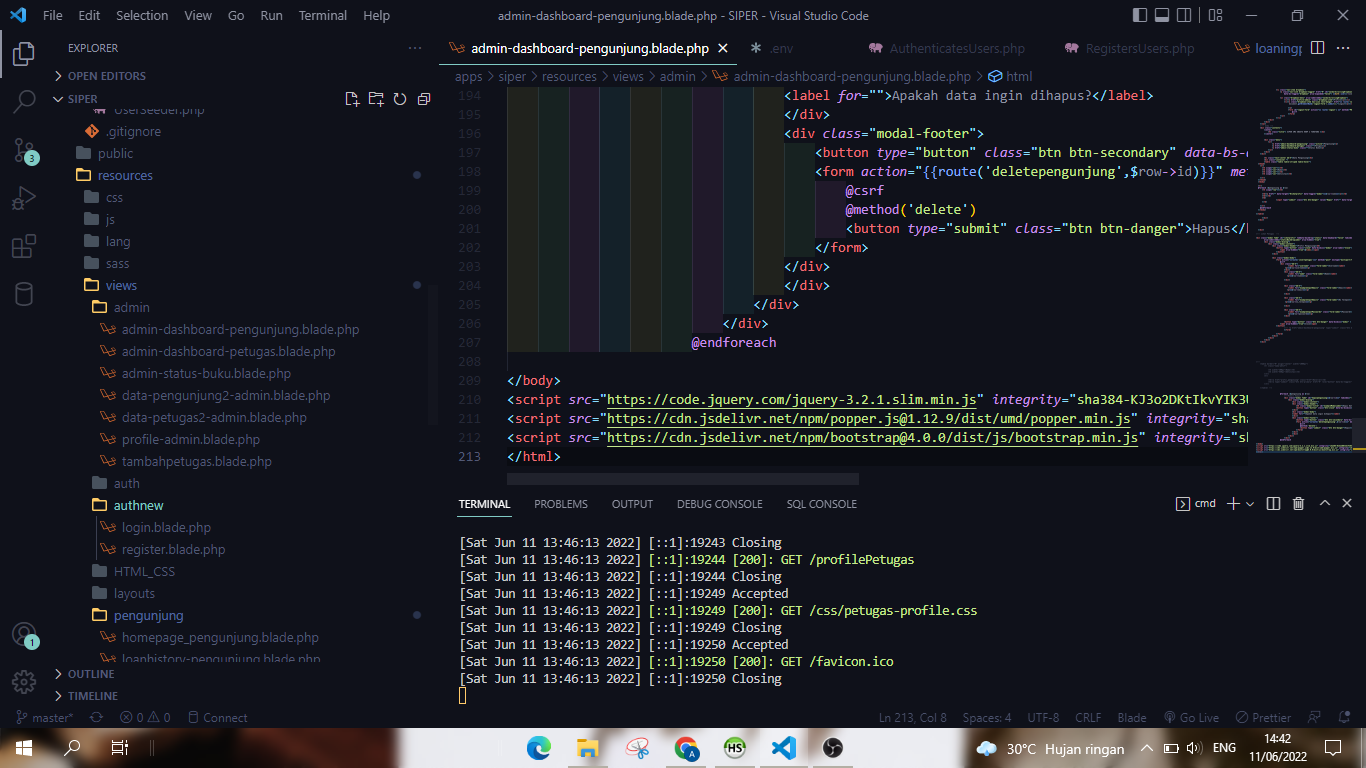 File Edit Selection View Go Run Terminal Help
admin-dashboard-pengunjung.blade.php - SIPER - Visual Studio Code
EXPLORER
OPEN EDITORS
SIPER
UserSeeder.php
.gitignore
public
resources
css
js
lang
sass
views
admin
admin-dashboard-pengunjung.blade.php
admin-dashboard-petugas.blade.php
admin-status-buku.blade.php
data-pengunjung2-admin.blade.php
data-petugas2-admin.blade.php
profile-admin.blade.php
tambahpetugas.blade.php
auth
authnew
login.blade.php
register.blade.php
HTML_CSS
layouts
pengunjung
homepage_pengunjung.blade.php
loanhistory-pengunjung.blade.php
OUTLINE
TIMELINE
3
1
admin-dashboard-pengunjung.blade.php
.env
AuthenticatesUsers.php
RegistersUsers.php
loaningp
apps > siper > resources > views > admin > admin-dashboard-pengunjung.blade.php > html
194 <label for="">Apakah data ingin dihapus?</label>
195 </div>
196 <div class="modal-footer">
197 <button type="button" class="btn btn-secondary" data-bs-
198 <form action="{{route('deletepengunjung',$row->id)}}" me
199 @csrf
200 @method('delete')
201 <button type="submit" class="btn btn-danger">Hapus</
202 </form>
203 </div>
204 </div>
205 </div>
206 </div>
207 @endforeach
208
209 </body>
210 <script src="https://code.jquery.com/jquery-3.2.1.slim.min.js" integrity="sha384-KJ3o2DKtIkvYIK3U
211 <script src="https://cdn.jsdelivr.net/npm/popper.js@1.12.9/dist/umd/popper.min.js" integrity="sha
212 <script src="https://cdn.jsdelivr.net/npm/bootstrap@4.0.0/dist/js/bootstrap.min.js" integrity="sh
213 </html>
TERMINAL PROBLEMS OUTPUT DEBUG CONSOLE SQL CONSOLE
cmd
[Sat Jun 11 13:46:13 2022] [::1]:19243 Closing
[Sat Jun 11 13:46:13 2022] [::1]:19244 [200]: GET /profilePetugas
[Sat Jun 11 13:46:13 2022] [::1]:19244 Closing
[Sat Jun 11 13:46:13 2022] [::1]:19249 Accepted
[Sat Jun 11 13:46:13 2022] [::1]:19249 [200]: GET /css/petugas-profile.css
[Sat Jun 11 13:46:13 2022] [::1]:19249 Closing
[Sat Jun 11 13:46:13 2022] [::1]:19250 Accepted
[Sat Jun 11 13:46:13 2022] [::1]:19250 [200]: GET /favicon.ico
[Sat Jun 11 13:46:13 2022] [::1]:19250 Closing
master* 0 0 Connect
Ln 213, Col 8 Spaces: 4 UTF-8 CRLF Blade Go Live Prettier
A
HS
30°C Hujan ringan
ENG
14:42
11/06/2022